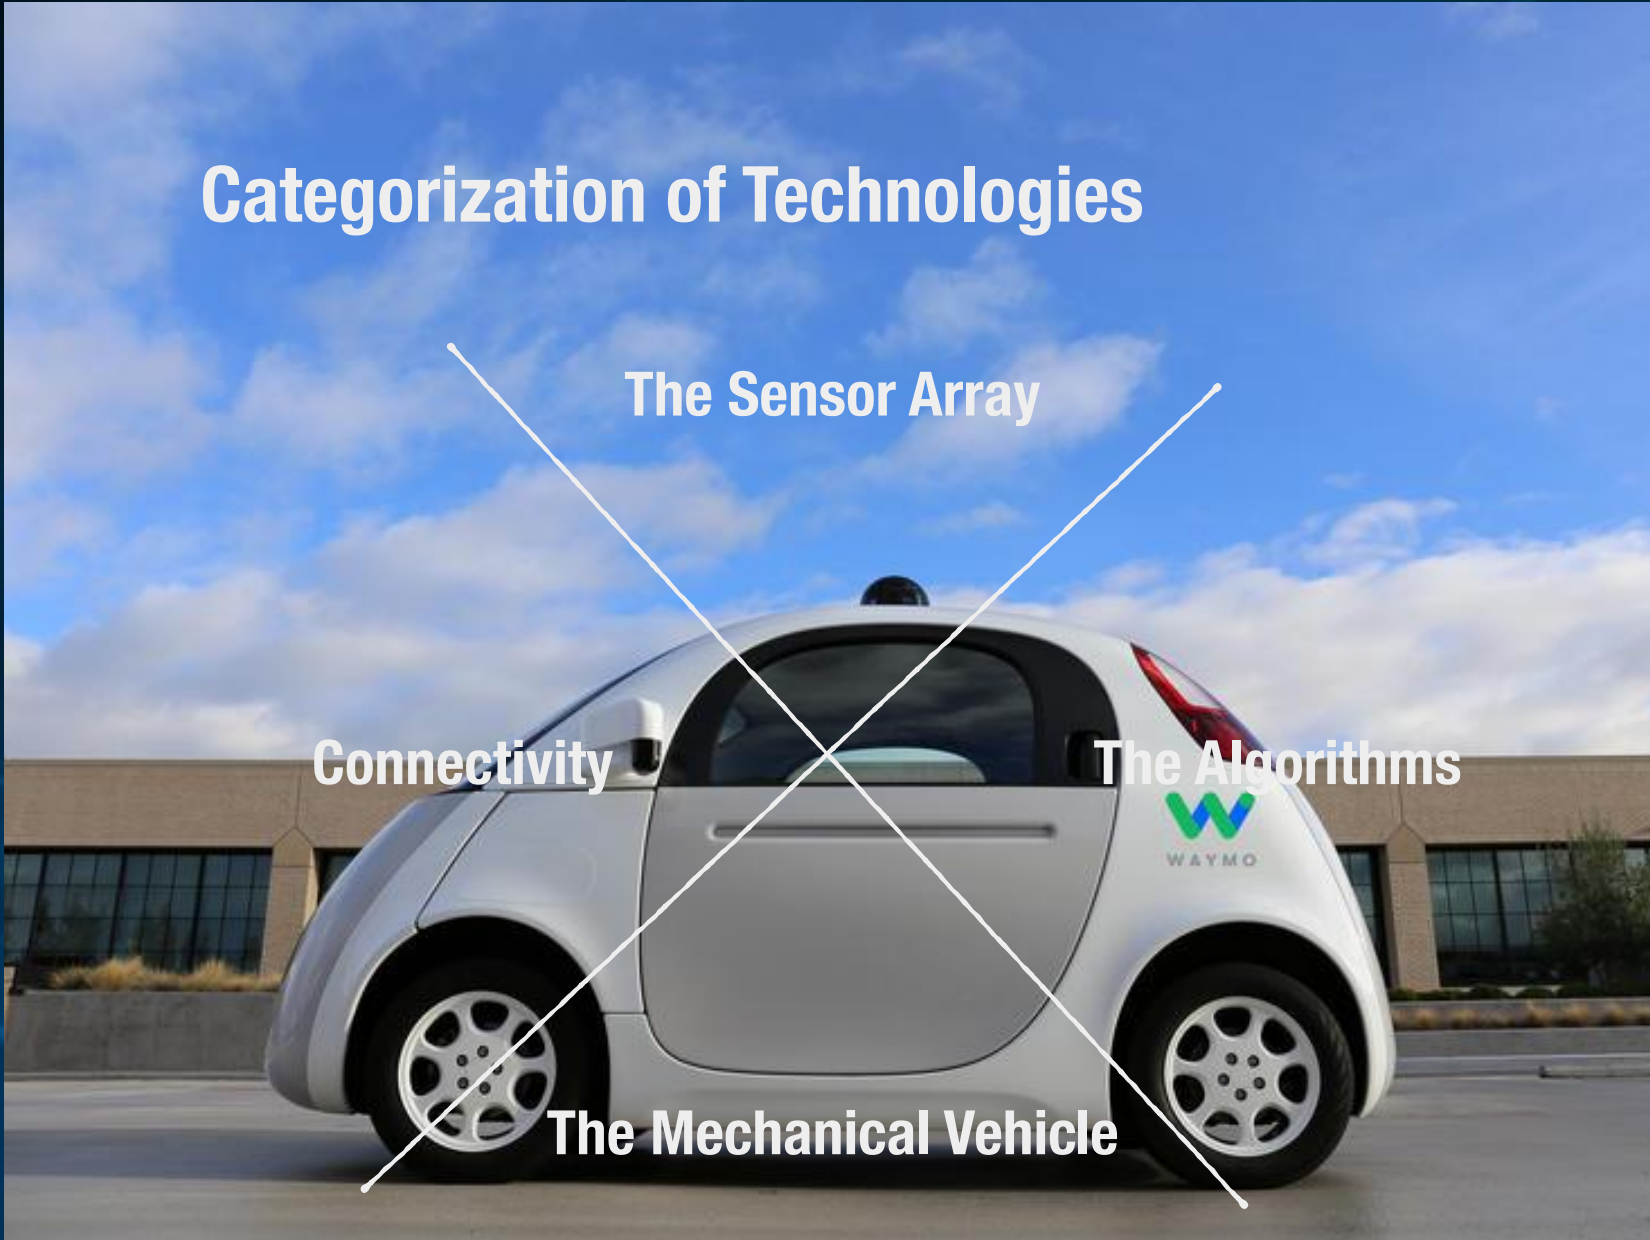 Categorization of Technologies
The Sensor Array
Connectivity
The Algorithms
WAYMO
The Mechanical Vehicle